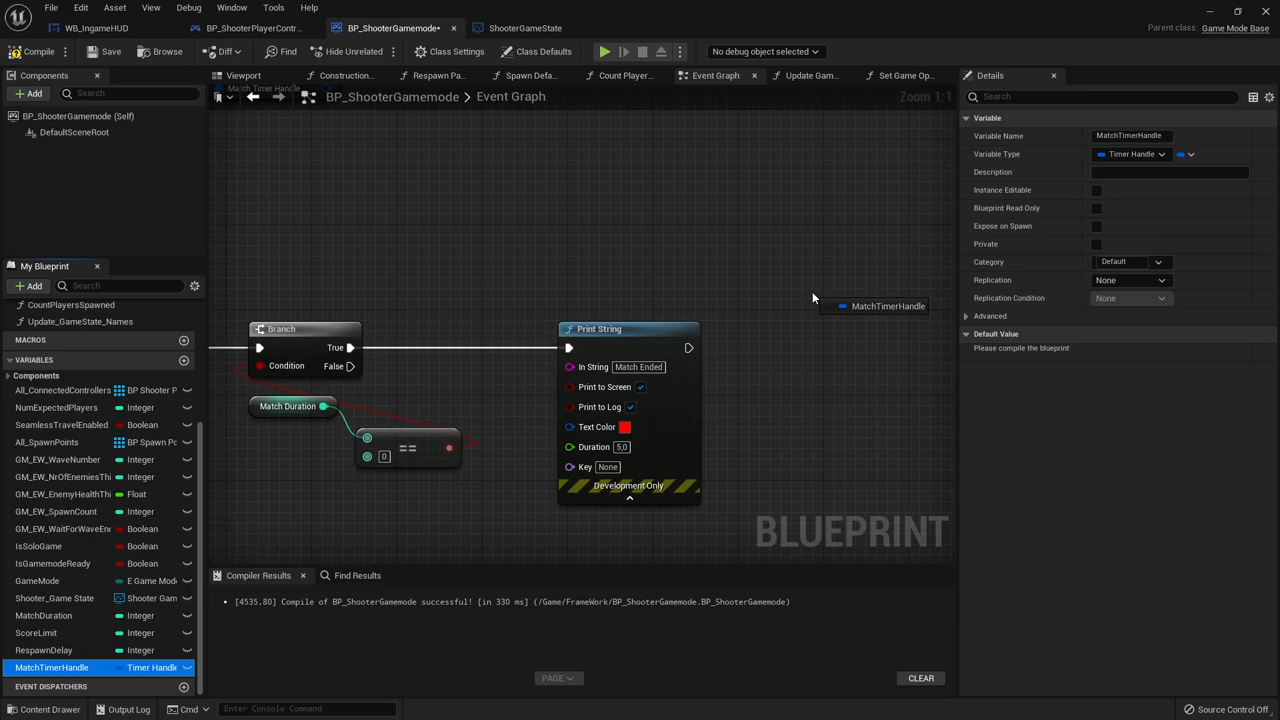 File Edit Asset View Debug Window Tools Help
Parent class: Game Mode Base
WB_IngameHUD
BP_ShooterPlayerContr...
BP_ShooterGamemode*
ShooterGameState
Compile
Save
Browse
Diff
Find
Hide Unrelated
Class Settings
Class Defaults
No debug object selected
Components
Add
Search
BP_ShooterGamemode (Self)
DefaultSceneRoot
My Blueprint
Add
Search
CountPlayersSpawned
Update_GameState_Names
MACROS
VARIABLES
Components
All_ConnectedControllers BP Shooter P
NumExpectedPlayers Integer
SeamlessTravelEnabled Boolean
All_SpawnPoints BP Spawn Po
GM_EW_WaveNumber Integer
GM_EW_NrOfEnemiesThi Integer
GM_EW_EnemyHealthThi Float
GM_EW_SpawnCount Integer
GM_EW_WaitForWaveEnd Boolean
IsSoloGame Boolean
IsGamemodeReady Boolean
GameMode E Game Mode
Shooter_Game State Shooter Gam
MatchDuration Integer
ScoreLimit Integer
RespawnDelay Integer
MatchTimerHandle Timer Handle
EVENT DISPATCHERS
Viewport
Construction...
Respawn Pa...
Spawn Defa...
Count Player...
Event Graph
Update Gam...
Set Game Op...
Match Timer Handle
BP_ShooterGamemode > Event Graph
Zoom 1:1
MatchTimerHandle
Branch
True
Condition
False
Match Duration
==
0
Print String
In String Match Ended
Print to Screen
Print to Log
Text Color
Duration 5,0
Key None
Development Only
BLUEPRINT
Compiler Results
Find Results
[4535,80] Compile of BP_ShooterGamemode successful! [in 330 ms] (/Game/FrameWork/BP_ShooterGamemode.BP_ShooterGamemode)
PAGE
CLEAR
Details
Search
Variable
Variable Name MatchTimerHandle
Variable Type Timer Handle
Description
Instance Editable
Blueprint Read Only
Expose on Spawn
Private
Category Default
Replication None
Replication Condition None
Advanced
Default Value
Please compile the blueprint
Content Drawer
Output Log
Cmd
Enter Console Command
Source Control Off